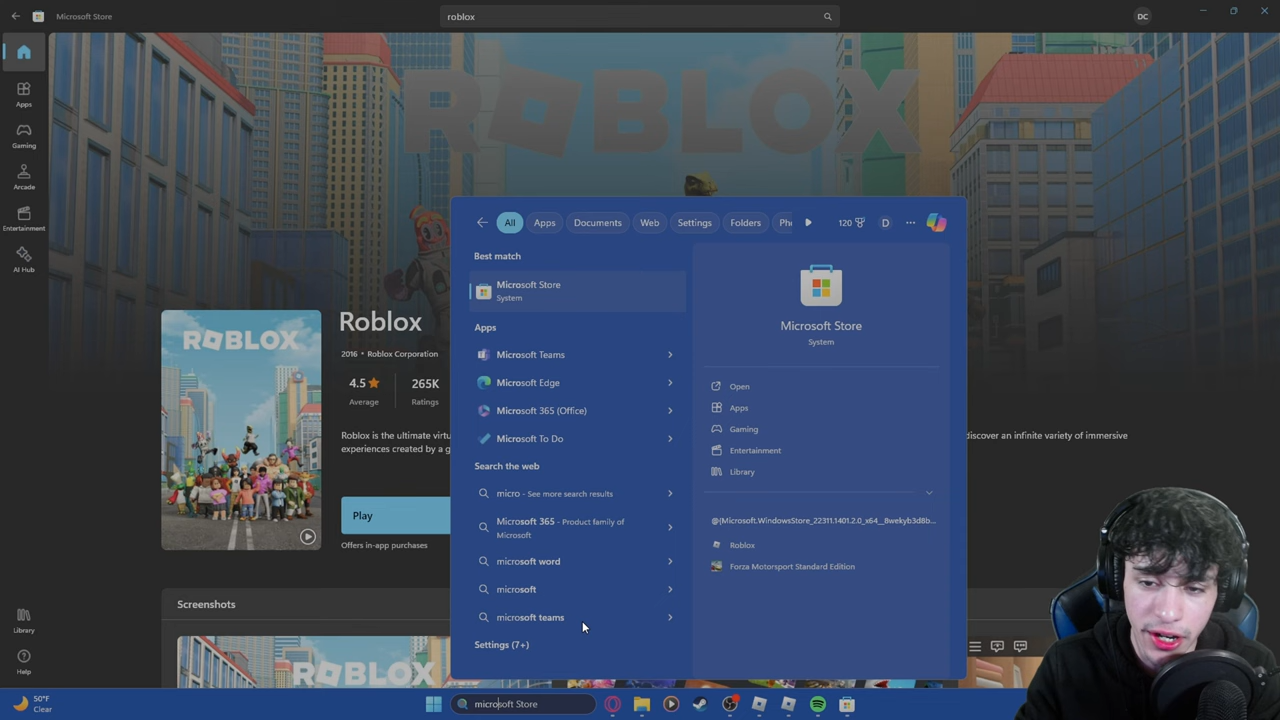 Microsoft Store
roblox
DC
Apps
Gaming
Arcade
Entertainment
AI Hub
Library
Help
ROBLOX
ROBLOX
Roblox
2016 • Roblox Corporation
4.5
Average
265K
Ratings
Roblox is the ultimate virtu
discover an infinite variety of immersive
experiences created by a g
Play
Offers in-app purchases
Screenshots
All
Apps
Documents
Web
Settings
Folders
Pho
120
D
Best match
Microsoft Store
System
Apps
Microsoft Teams
Microsoft Edge
Microsoft 365 (Office)
Microsoft To Do
Search the web
micro - See more search results
Microsoft 365 - Product family of
Microsoft
microsoft word
microsoft
microsoft teams
Settings (7+)
Microsoft Store
System
Open
Apps
Gaming
Entertainment
Library
@{Microsoft.WindowsStore_22311.1401.2.0_x64__8wekyb3d8b...
Roblox
Forza Motorsport Standard Edition
50°F
Clear
microsoft Store